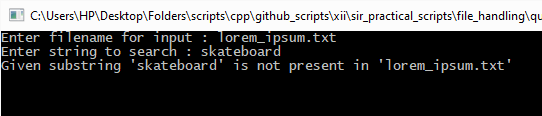 C:\Users\HP\Desktop\Folders\scripts\cpp\github_scripts\xii\sir_practical_scripts\file_handling\qu
Enter filename for input : lorem_ipsum.txt
Enter string to search : skateboard
Given substring 'skateboard' is not present in 'lorem_ipsum.txt'